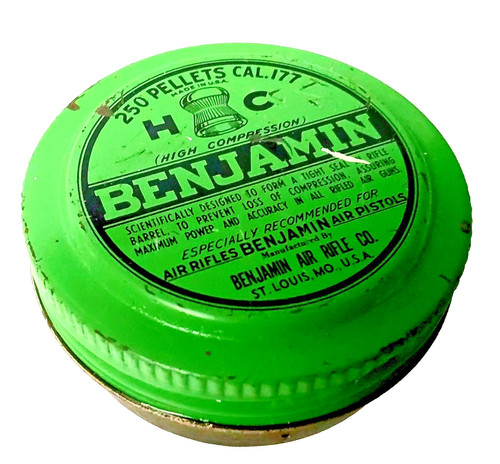 250 PELLETS CAL. 177
MADE IN U.S.A.
H C
(HIGH COMPRESSION)
BENJAMIN
SCIENTIFICALLY DESIGNED TO FORM A TIGHT SEAL IN RIFLE
BARREL, TO PREVENT LOSS OF COMPRESSION, ASSURING
MAXIMUM POWER AND ACCURACY IN ALL RIFLED AIR GUNS.
ESPECIALLY RECOMMENDED FOR
AIR RIFLES BENJAMIN AIR PISTOLS
Manufactured By
BENJAMIN AIR RIFLE CO.
ST. LOUIS, MO., U.S.A.